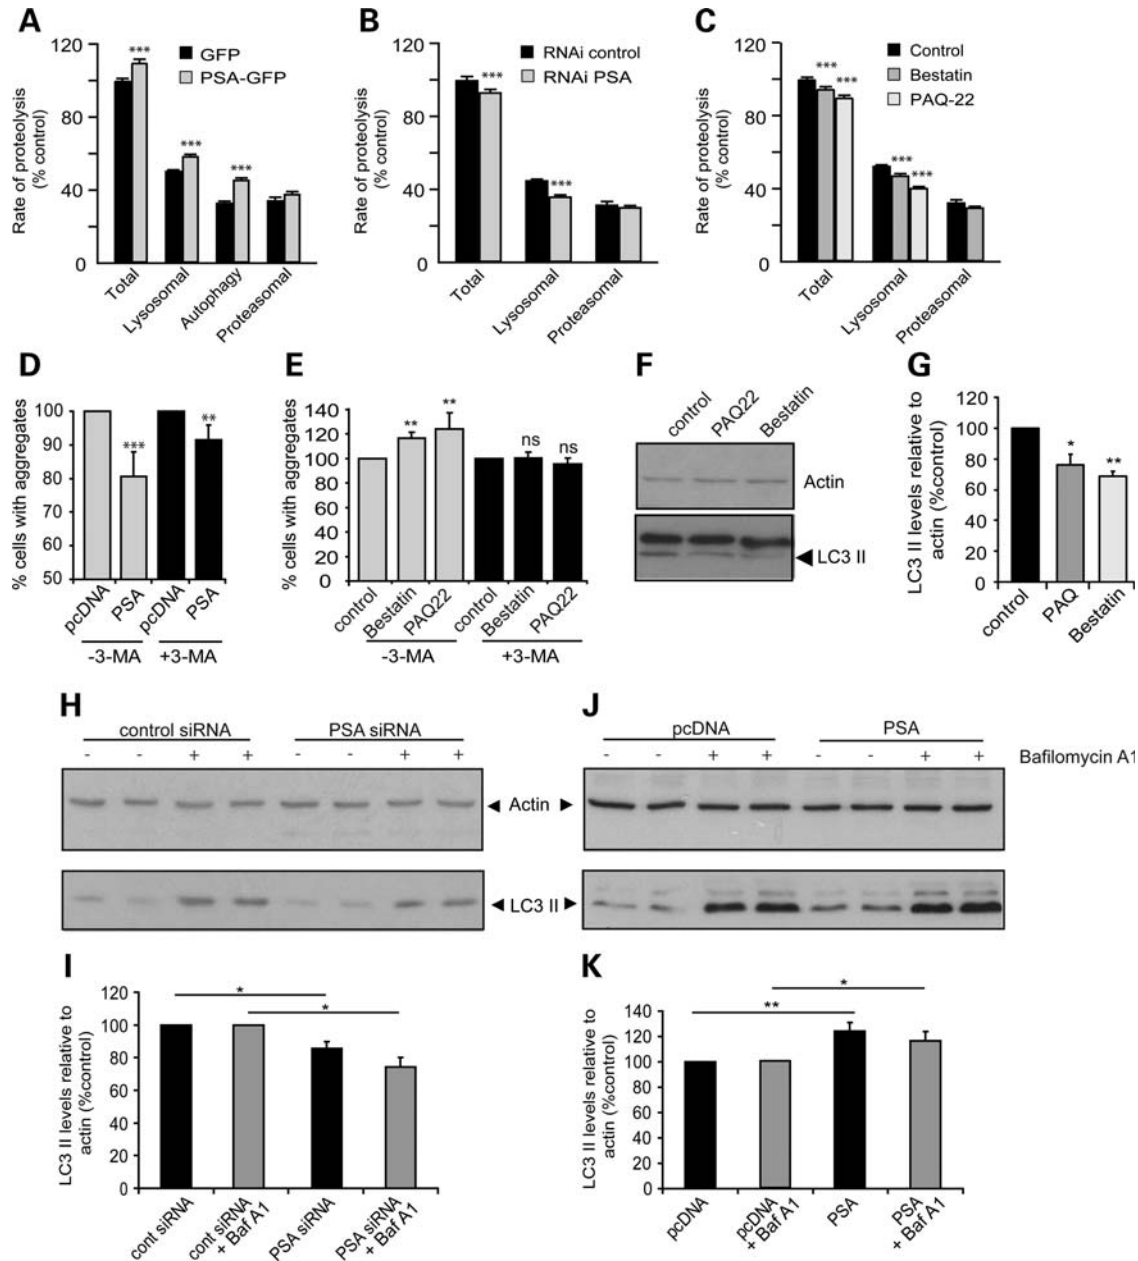 A
Rate of proteolysis
(% control)
120
80
40
0
***
***
***
GFP
PSA-GFP
Total
Lysosomal
Autophagy
Proteasomal
B
Rate of proteolysis
(% control)
120
80
40
0
***
***
RNAi control
RNAi PSA
Total
Lysosomal
Proteasomal
C
Rate of proteolysis
(% control)
120
80
40
0
***
***
***
***
Control
Bestatin
PAQ-22
Total
Lysosomal
Proteasomal
D
% cells with aggregates
100
90
80
70
60
50
***
**
pcDNA
PSA
pcDNA
PSA
-3-MA
+3-MA
E
% cells with aggregates
140
120
100
80
60
40
20
0
**
**
ns
ns
control
Bestatin
PAQ22
control
Bestatin
PAQ22
-3-MA
+3-MA
F
control
PAQ22
Bestatin
Actin
LC3 II
G
LC3 II levels relative to
actin (%control)
120
100
80
60
40
20
0
*
**
control
PAQ
Bestatin
H
control siRNA
PSA siRNA
- - + + - - + +
Actin
LC3 II
J
pcDNA
PSA
- - + + - - + +
Bafilomycin A1
I
LC3 II levels relative to
actin (%control)
120
100
80
60
40
20
0
*
*
cont siRNA
cont siRNA
+ Baf A1
PSA siRNA
PSA siRNA
+ Baf A1
K
LC3 II levels relative to
actin (%control)
140
120
100
80
60
40
20
0
**
*
pcDNA
pcDNA
+ Baf A1
PSA
PSA
+ Baf A1